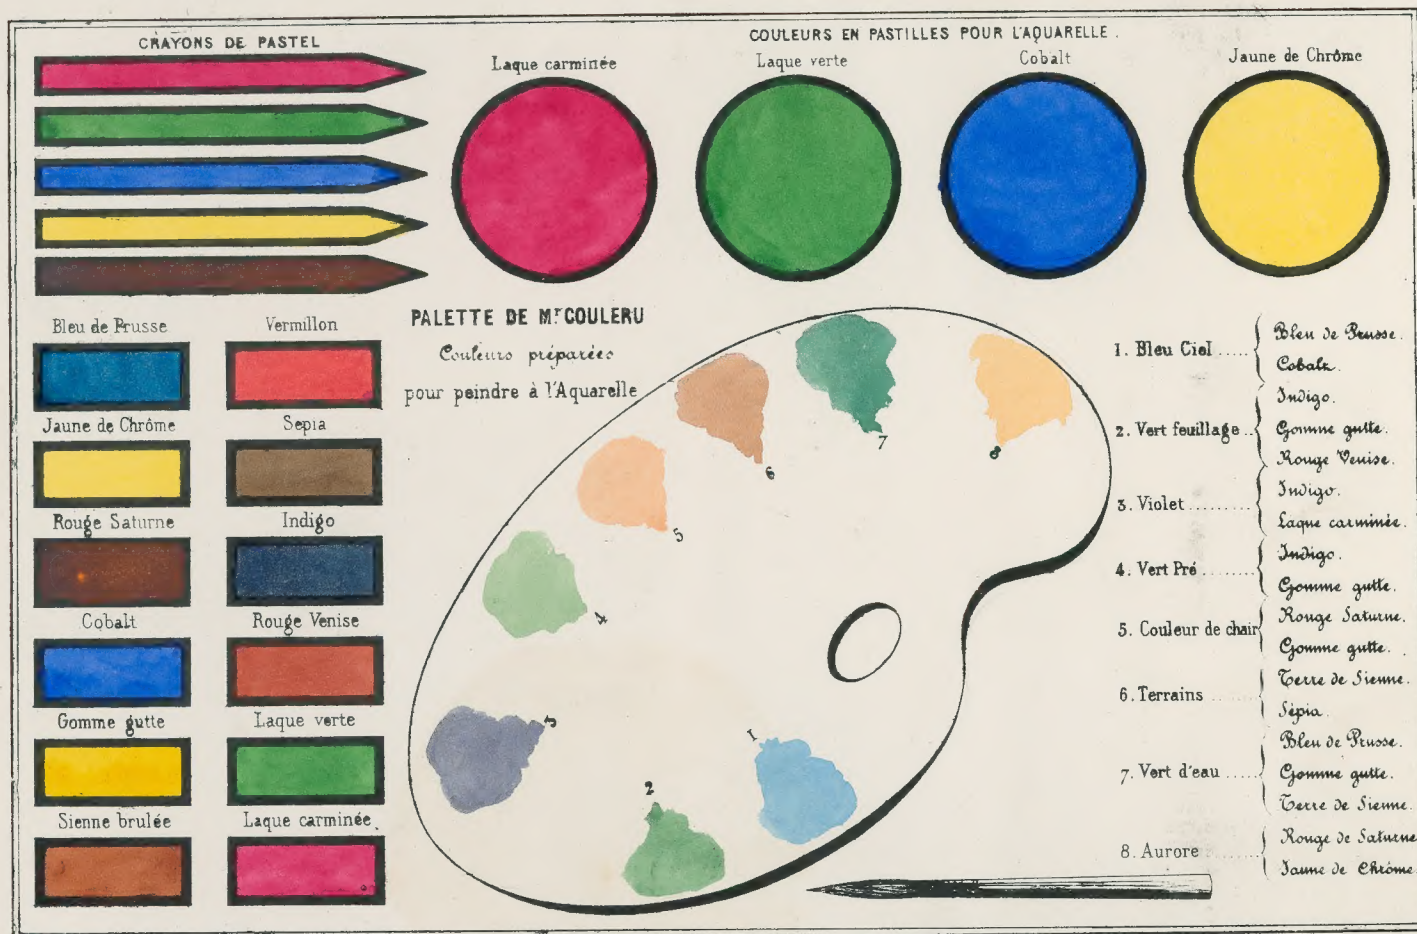 CRAYONS DE PASTEL
COULEURS EN PASTILLES POUR L'AQUARELLE.
Laque carminée
Laque verte
Cobalt
Jaune de Chrôme
Bleu de Prusse
Vermillon
Jaune de Chrôme
Sepia
Rouge Saturne
Indigo
Cobalt
Rouge Venise
Gomme gutte
Laque verte
Sienne brulée
Laque carminée
PALETTE DE Mr COULERU
Couleurs préparées
pour peindre à l'Aquarelle
1
2
3
4
5
6
7
8
1. Bleu Ciel .....
Bleu de Prusse.
Cobalt.
2. Vert feuillage ..
Indigo.
Gomme gutte.
Rouge Venise.
3. Violet .........
Indigo.
Laque carminée.
4. Vert Pré ........
Indigo.
Gomme gutte.
5. Couleur de chair
Rouge Saturne.
Gomme gutte.
6. Terrains .......
Terre de Sienne.
Sépia.
7. Vert d'eau .....
Bleu de Prusse.
Gomme gutte.
Terre de Sienne.
8. Aurore ........
Rouge de Saturne
Jaune de Chrôme.